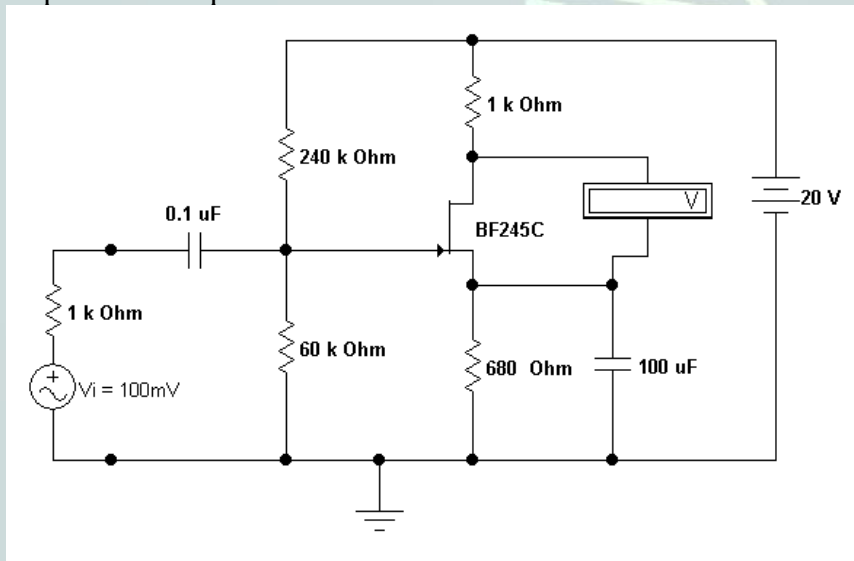 1 k Ohm
240 k Ohm
V
20 V
0.1 uF
BF245C
1 k Ohm
60 k Ohm
680 Ohm
100 uF
+
Vi = 100mV